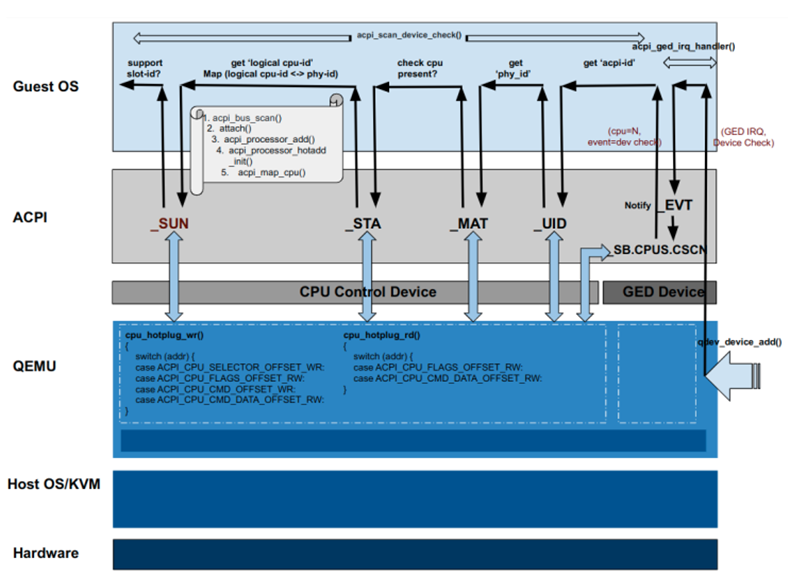 acpi_scan_device_check()
acpi_ged_irq_handler()
support
slot-id?
get ‘logical cpu-id’
Map (logical cpu-id <-> phy-id)
check cpu
present?
get
‘phy_id’
get ‘acpi-id’
Guest OS
1. acpi_bus_scan()
2. attach()
3. acpi_processor_add()
4. acpi_processor_hotadd
_init()
5. acpi_map_cpu()
(cpu=N,
event=dev check)
(GED IRQ,
Device Check)
ACPI
_SUN
_STA
_MAT
_UID
Notify
_EVT
_SB.CPUS.CSCN
CPU Control Device
GED Device
QEMU
cpu_hotplug_wr()
{
switch (addr) {
case ACPI_CPU_SELECTOR_OFFSET_WR:
case ACPI_CPU_FLAGS_OFFSET_RW:
case ACPI_CPU_CMD_OFFSET_WR:
case ACPI_CPU_CMD_DATA_OFFSET_RW:
}
cpu_hotplug_rd()
{
switch (addr) {
case ACPI_CPU_FLAGS_OFFSET_RW:
case ACPI_CPU_CMD_DATA_OFFSET_RW:
}
qdev_device_add()
Host OS/KVM
Hardware